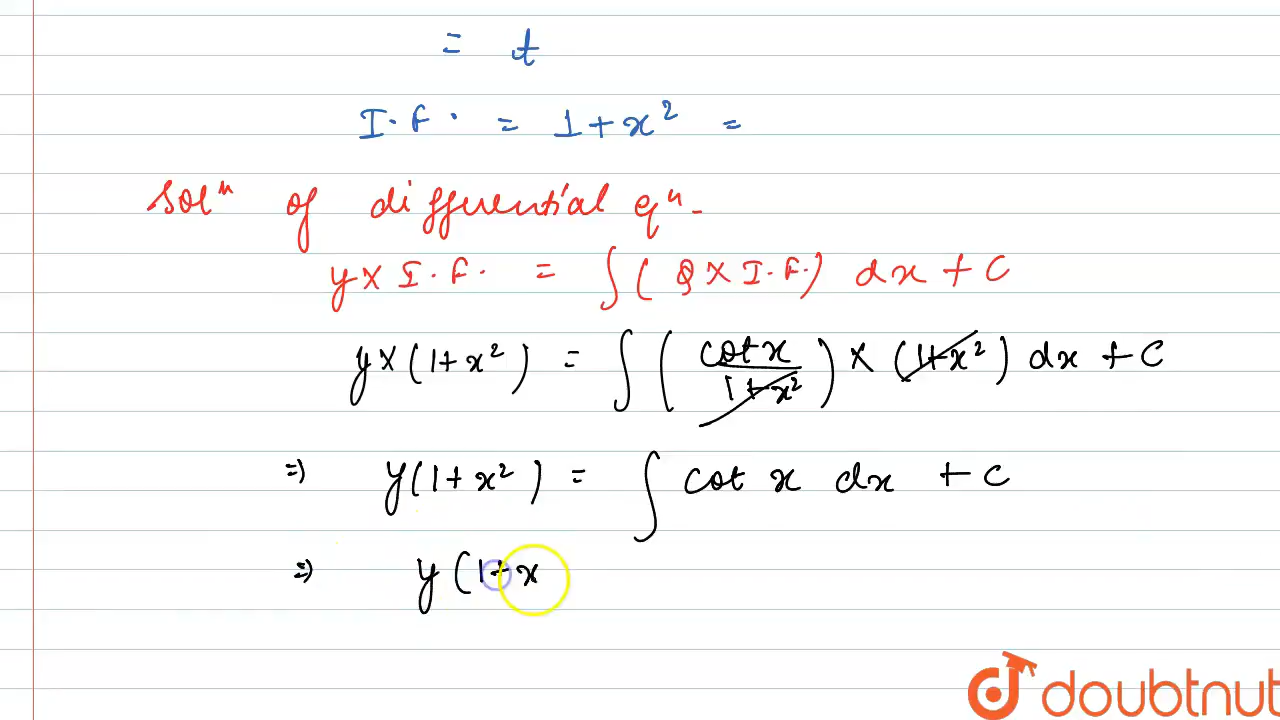 = t
I.F. = 1+x² =
Solⁿ of differential eqⁿ-
y×I.F. = ∫(Q×I.F.) dx + C
y×(1+x²) = ∫(cot x/1+x²)×(1+x²) dx + C
⇒ y(1+x²) = ∫ cot x dx + C
⇒ y(1+x
doubtnut